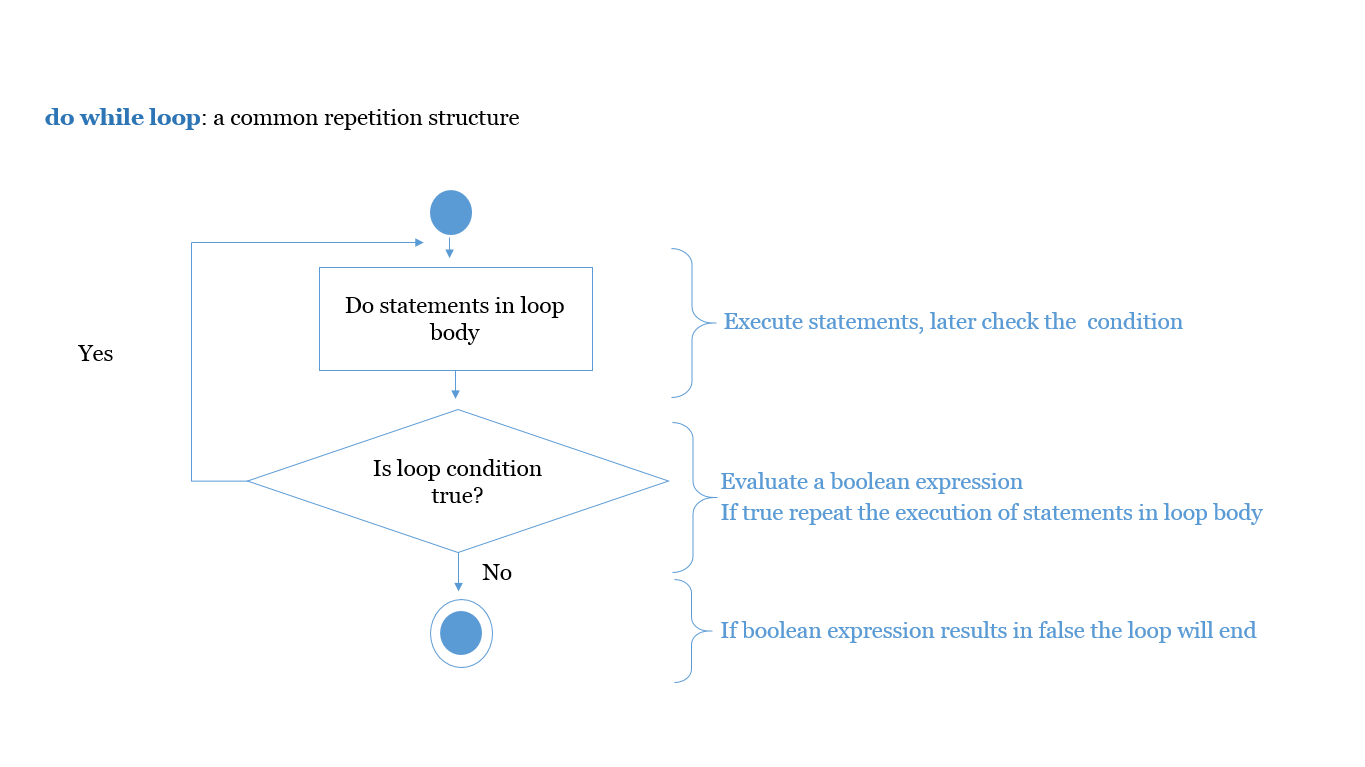 do while loop: a common repetition structure
Do statements in loop
body
Execute statements, later check the  condition
Yes
Is loop condition
true?
Evaluate a boolean expression
If true repeat the execution of statements in loop body
No
If boolean expression results in false the loop will end